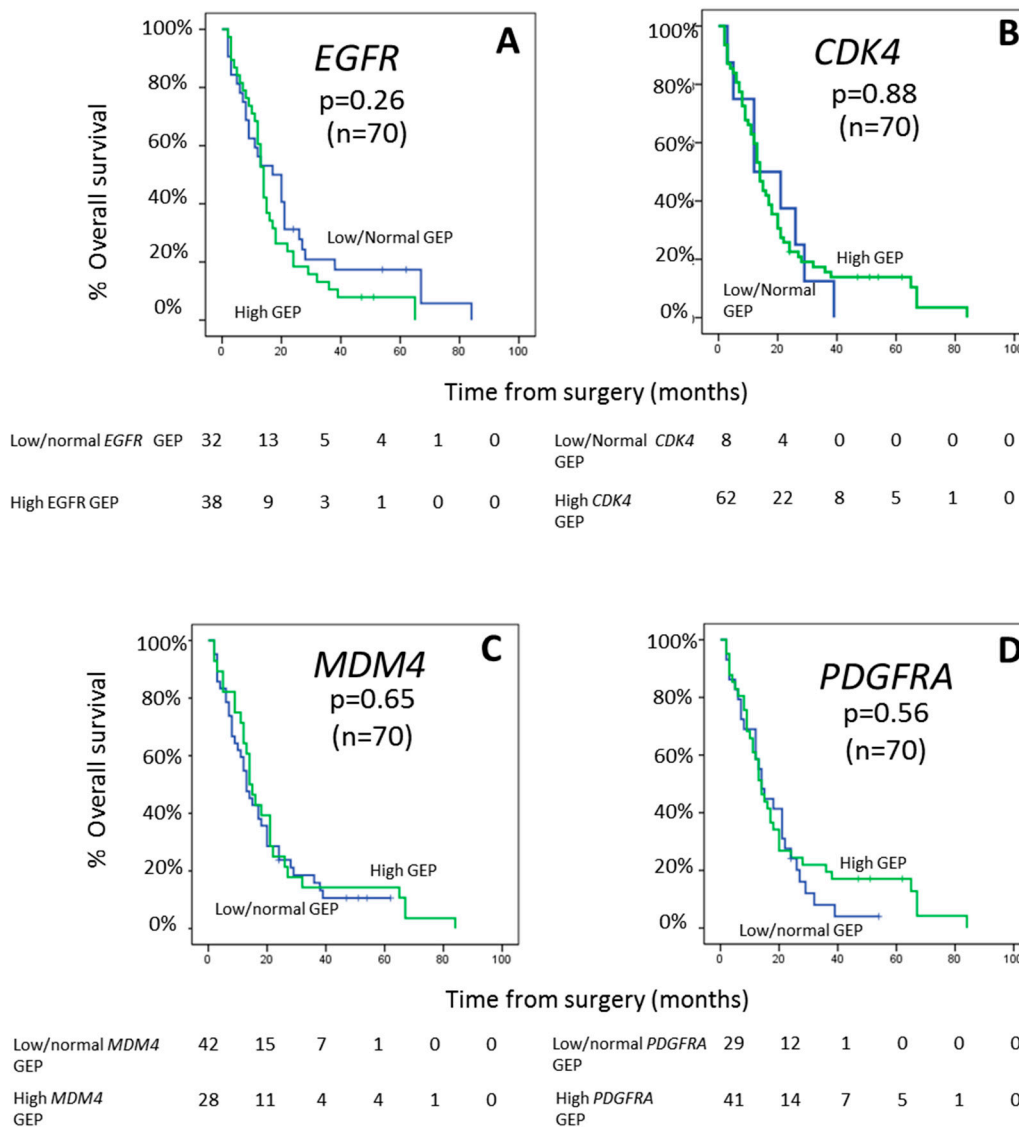 A
EGFR
p=0.26
(n=70)
100%
80%
60%
40%
20%
0%
% Overall survival
Low/Normal GEP
High GEP
0 20 40 60 80 100
B
CDK4
p=0.88
(n=70)
100%
80%
60%
40%
20%
0%
High GEP
Low/Normal
GEP
0 20 40 60 80 100
Time from surgery (months)
Low/normal EGFR GEP 32 13 5 4 1 0
High EGFR GEP 38 9 3 1 0 0
Low/Normal CDK4
GEP
8 4 0 0 0 0
High CDK4
GEP
62 22 8 5 1 0
C
MDM4
p=0.65
(n=70)
100%
80%
60%
40%
20%
0%
% Overall survival
High GEP
Low/normal GEP
0 20 40 60 80 100
D
PDGFRA
p=0.56
(n=70)
100%
80%
60%
40%
20%
0%
High GEP
Low/normal GEP
0 20 40 60 80 100
Time from surgery (months)
Low/normal MDM4
GEP
42 15 7 1 0 0
High MDM4
GEP
28 11 4 4 1 0
Low/normal PDGFRA
GEP
29 12 1 0 0 0
High PDGFRA
GEP
41 14 7 5 1 0